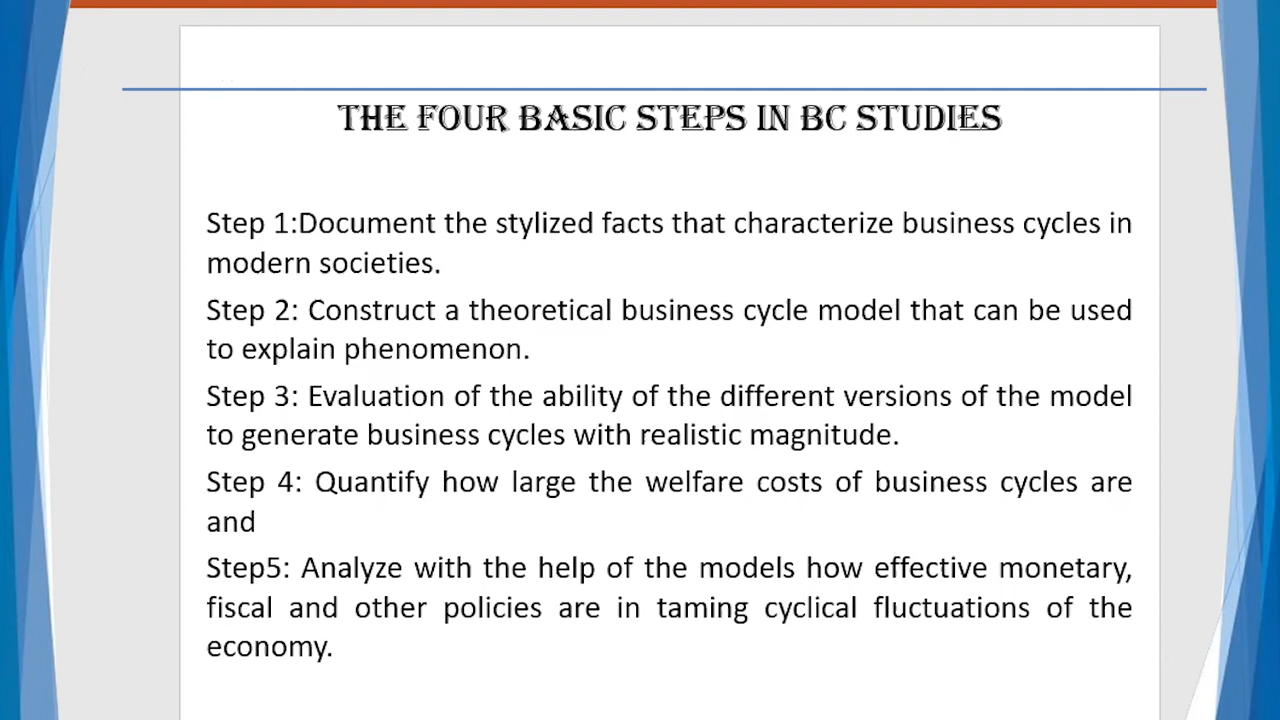 THE FOUR BASIC STEPS IN BC STUDIES
Step 1:Document the stylized facts that characterize business cycles in
modern societies.
Step 2: Construct a theoretical business cycle model that can be used
to explain phenomenon.
Step 3: Evaluation of the ability of the different versions of the model
to generate business cycles with realistic magnitude.
Step 4: Quantify how large the welfare costs of business cycles are
and
Step5: Analyze with the help of the models how effective monetary,
fiscal and other policies are in taming cyclical fluctuations of the
economy.